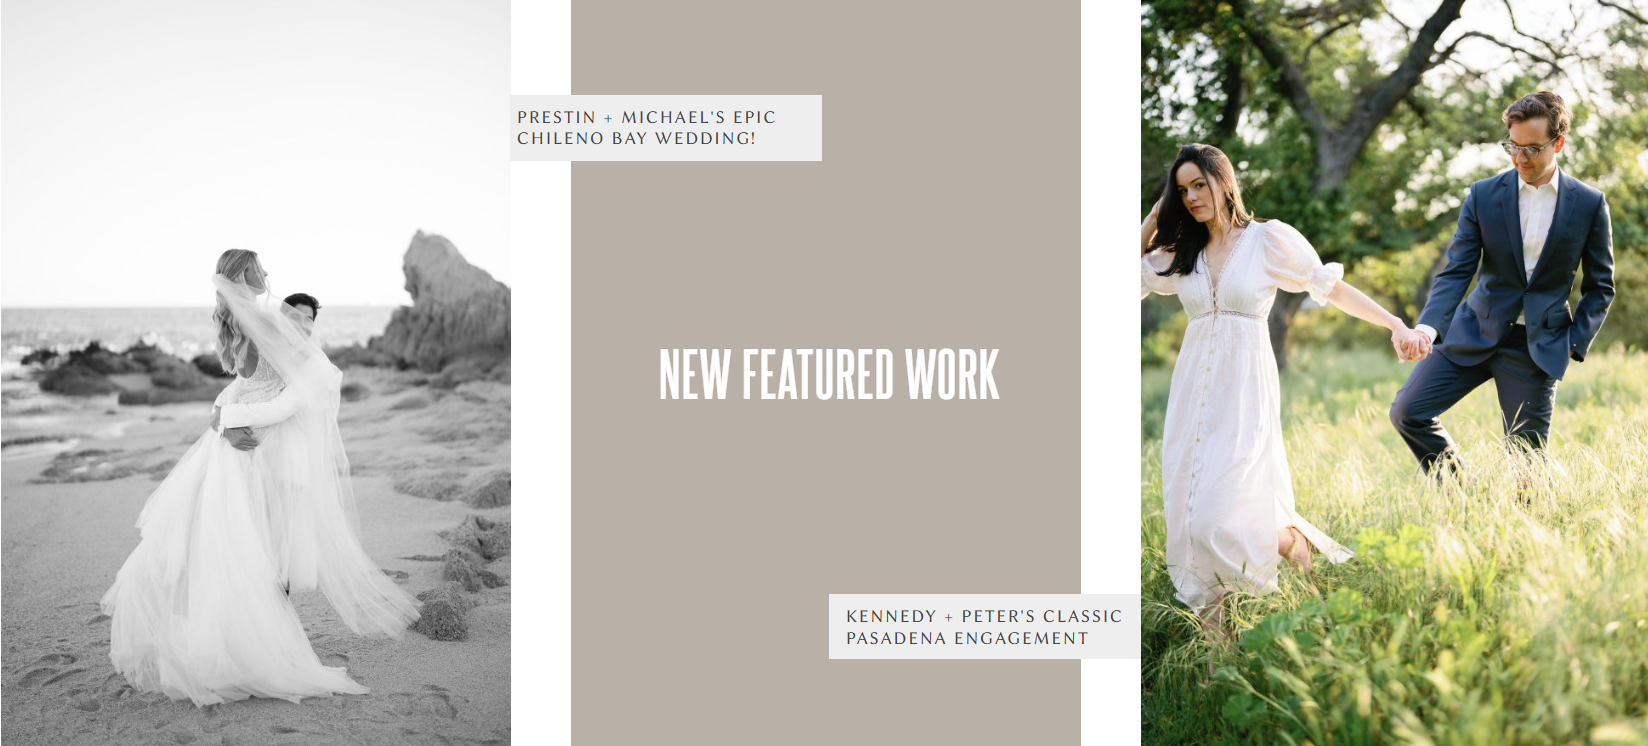 PRESTIN + MICHAEL'S EPIC
CHILENO BAY WEDDING!
NEW FEATURED WORK
KENNEDY + PETER'S CLASSIC
PASADENA ENGAGEMENT